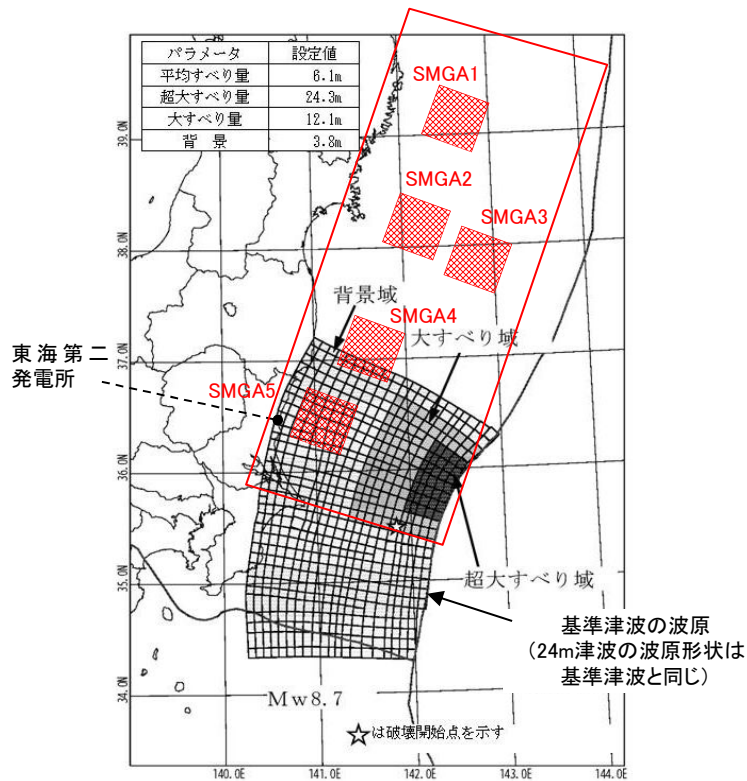 パラメータ 設定値
平均すべり量 6.1m
超大すべり量 24.3m
大すべり量 12.1m
背 景 3.8m
SMGA1
39.0N
SMGA2
SMGA3
38.0N
背景域
SMGA4
大すべり域
37.0N
東海第二
発電所
SMGA5
36.0N
超大すべり域
35.0N
基準津波の波原
(24m津波の波原形状は
基準津波と同じ)
34.0N
Mw8.7
☆は破壊開始点を示す
140.0E
141.0E
142.0E
143.0E
144.0E